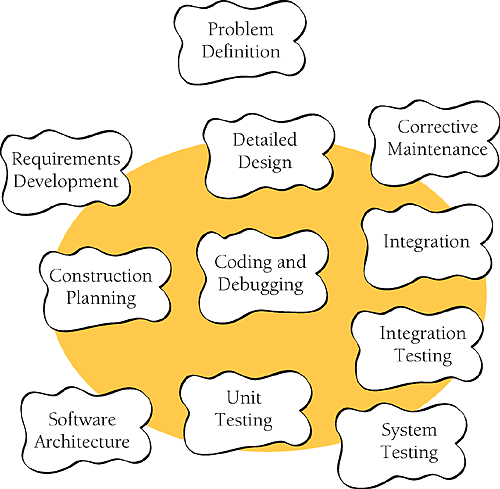 Problem
Definition
Detailed
Design
Corrective
Maintenance
Requirements
Development
Integration
Coding and
Debugging
Construction
Planning
Integration
Testing
Unit
Testing
Software
Architecture
System
Testing